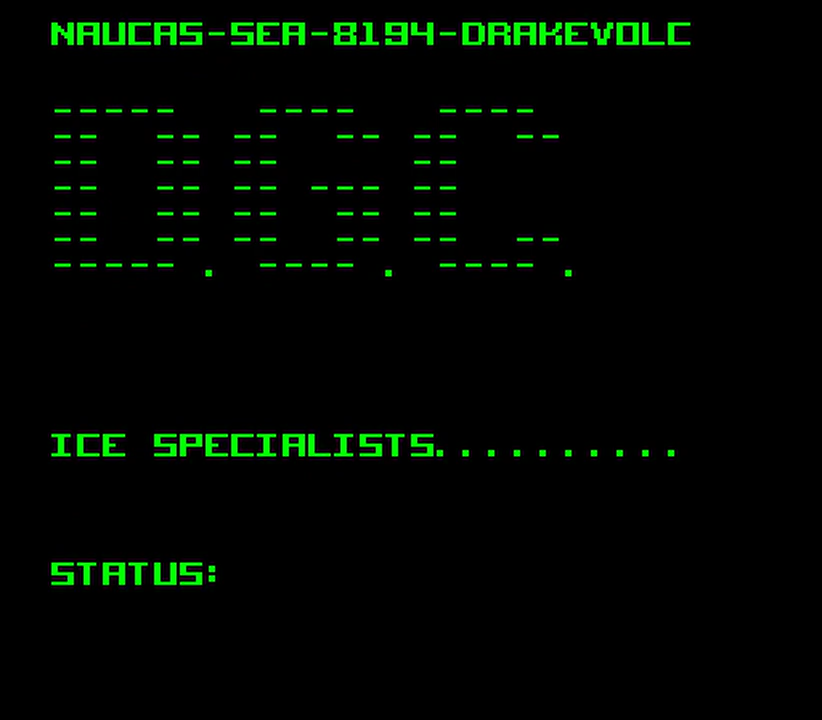 NAUCAS-SEA-8194-DRAKEVOLC
D.G.C.
ICE SPECIALISTS..........
STATUS: